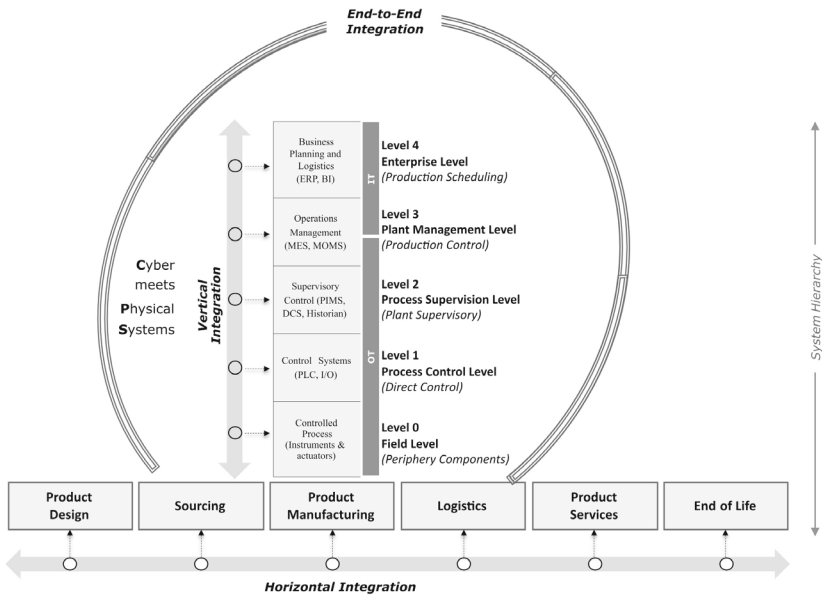 End-to-End
Integration
Business
Planning and
Logistics
(ERP, BI)
IT
Level 4
Enterprise Level
(Production Scheduling)
Operations
Management
(MES, MOMS)
Level 3
Plant Management Level
(Production Control)
Cyber
meets
Physical
Systems
Vertical
Integration
Supervisory
Control (PIMS,
DCS, Historian)
OT
Level 2
Process Supervision Level
(Plant Supervisory)
Control Systems
(PLC, I/O)
Level 1
Process Control Level
(Direct Control)
Controlled
Process
(Instruments &
actuators)
Level 0
Field Level
(Periphery Components)
System Hierarchy
Product
Design
Sourcing
Product
Manufacturing
Logistics
Product
Services
End of Life
Horizontal Integration